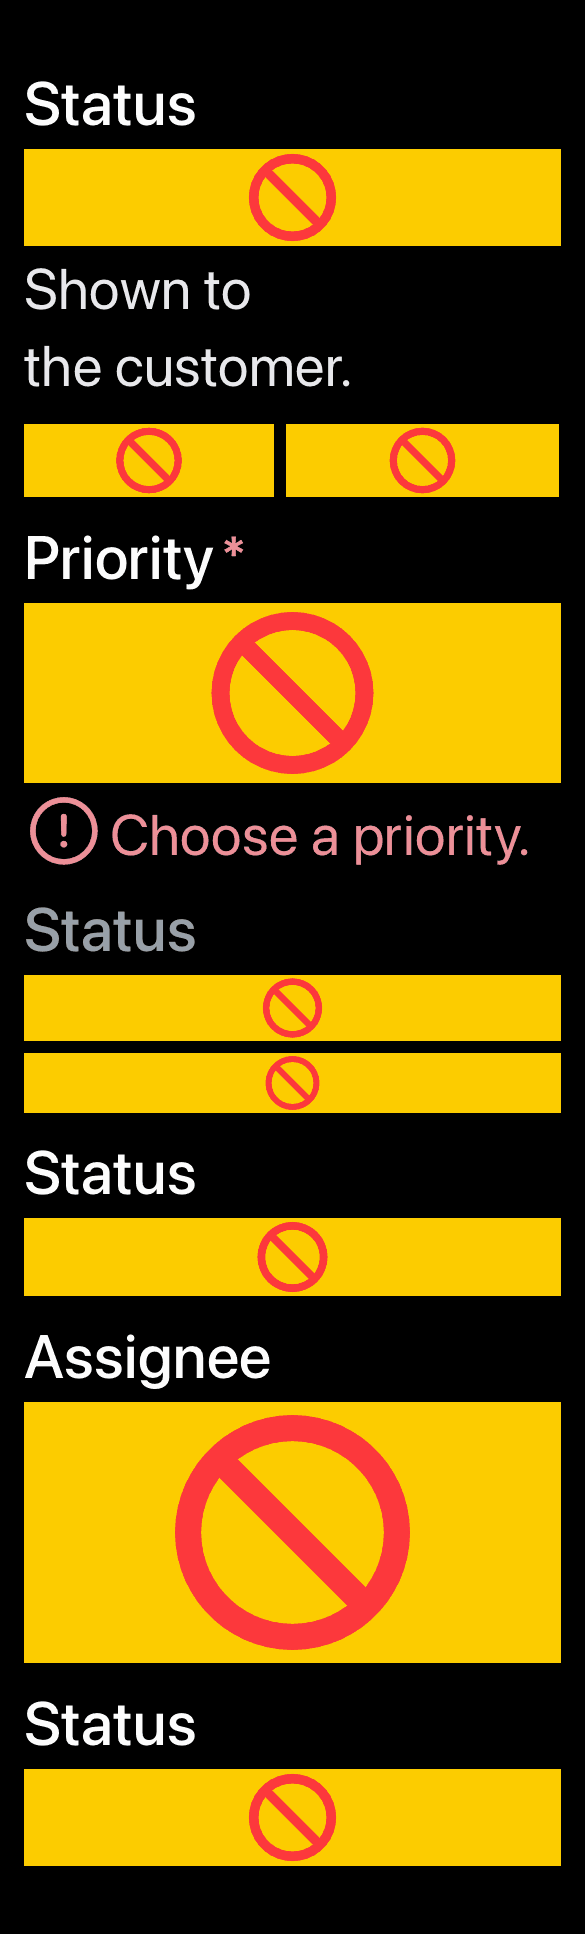 Status
Shown to
the customer.
Priority *
Choose a priority.
Status
Status
Assignee
Status